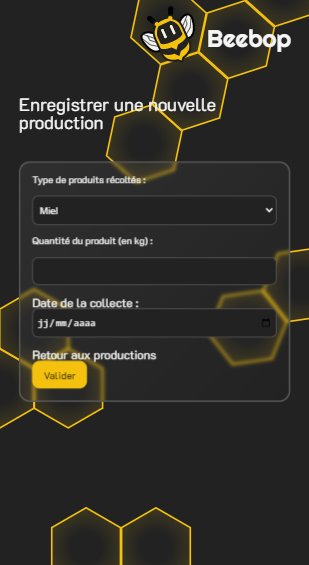 Beebop
Enregistrer une nouvelle
production
Type de produits récoltés :
Miel
Quantité du produit (en kg) :
Date de la collecte :
jj/mm/aaaa
Retour aux productions
Valider